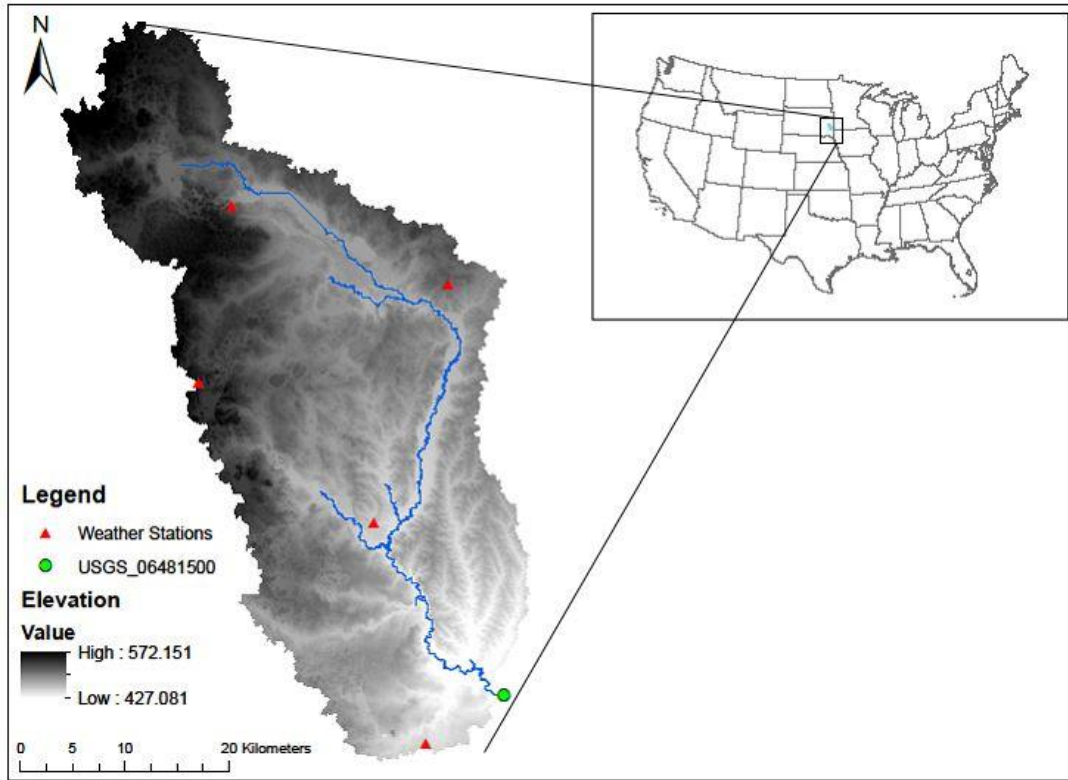 N
Legend
Weather Stations
USGS_06481500
Elevation
Value
High : 572.151
Low : 427.081
0 5 10 20 Kilometers